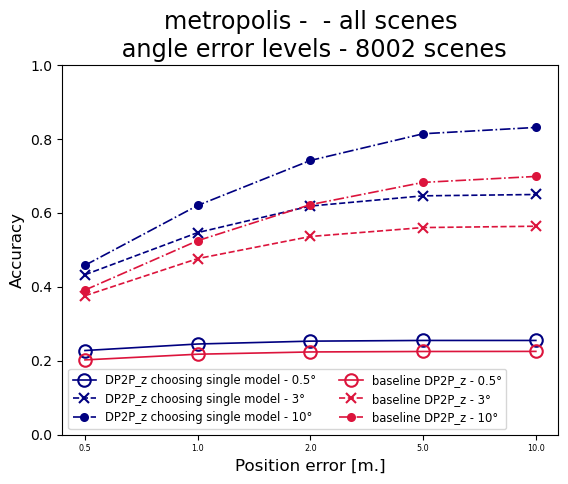 metropolis -  - all scenes
angle error levels - 8002 scenes
1.0
0.8
0.6
0.4
0.2
0.0
Accuracy
DP2P_z choosing single model - 0.5°
DP2P_z choosing single model - 3°
DP2P_z choosing single model - 10°
baseline DP2P_z - 0.5°
baseline DP2P_z - 3°
baseline DP2P_z - 10°
0.5 1.0 2.0 5.0 10.0
Position error [m.]